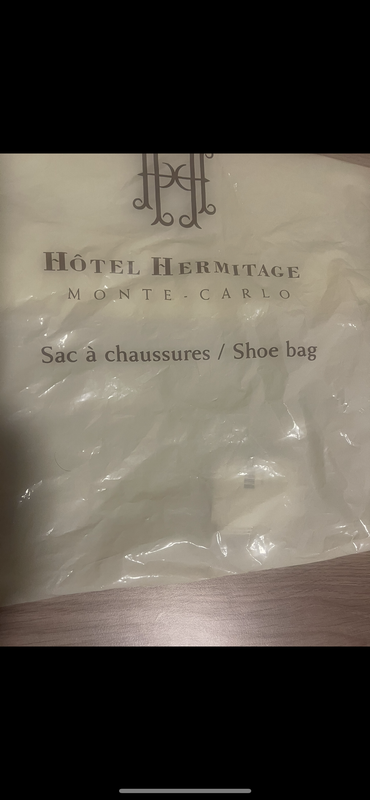 HÔTEL HERMITAGE
MONTE-CARLO
Sac à chaussures / Shoe bag